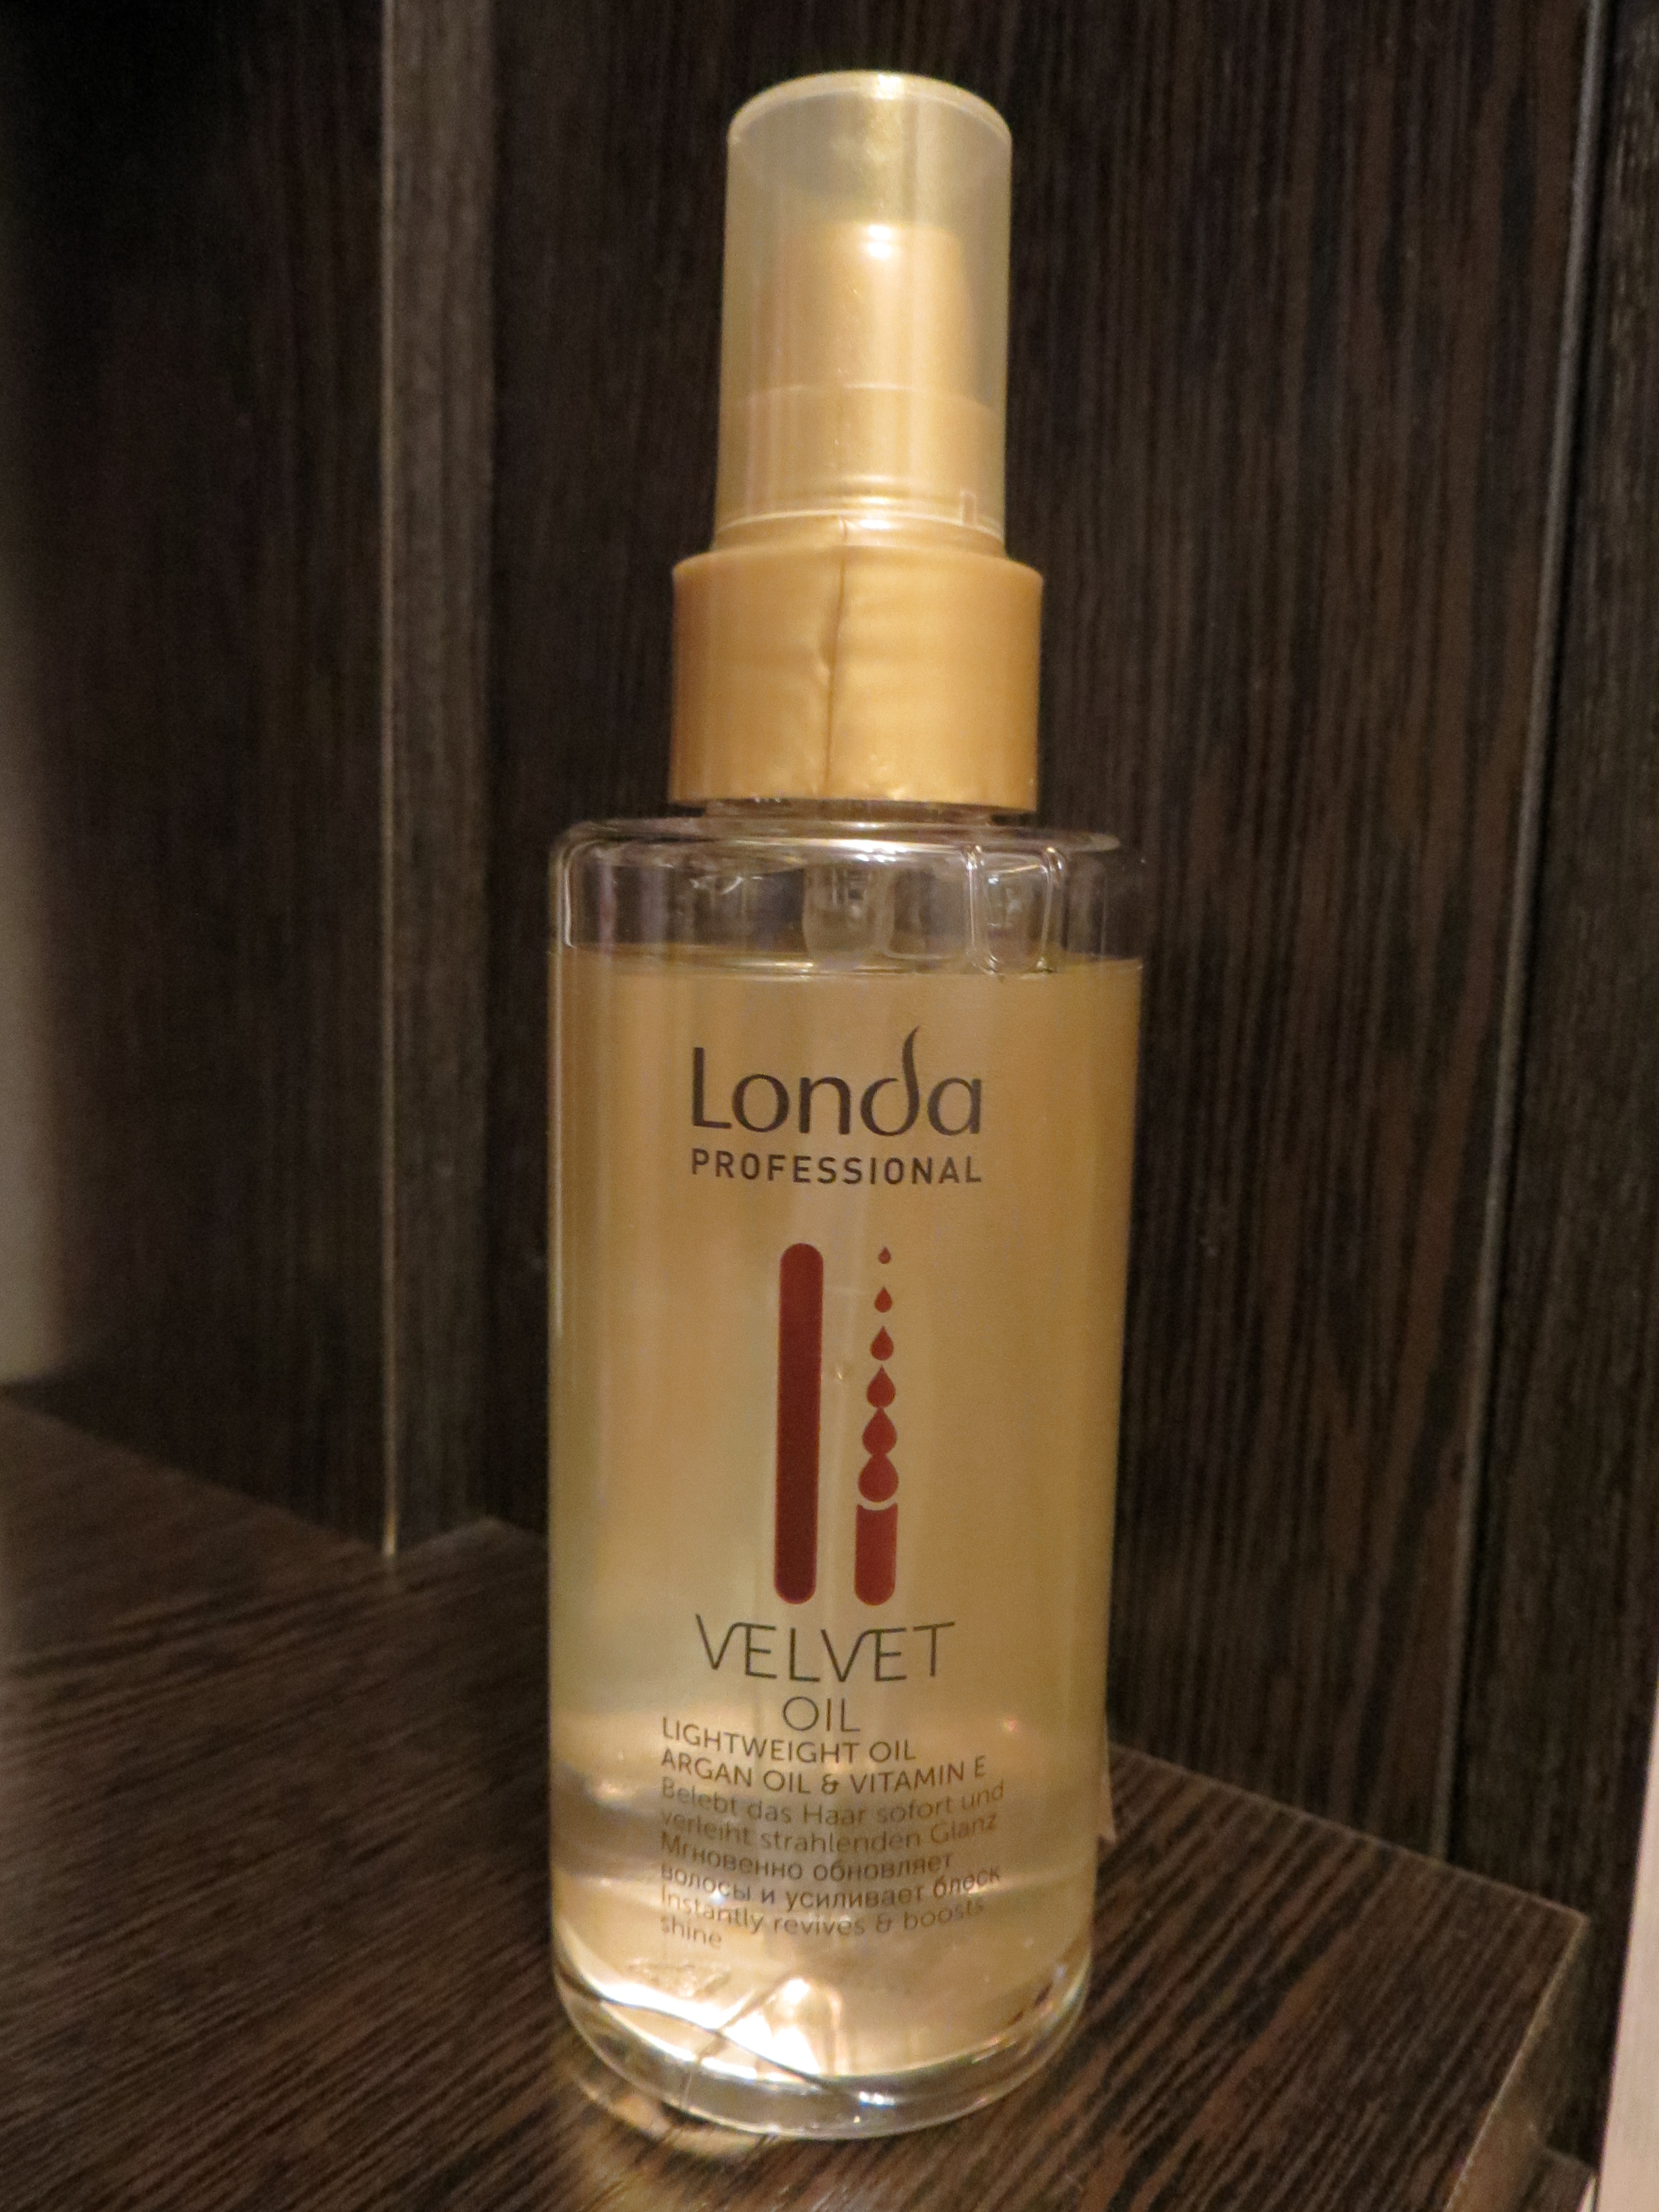 Londa
PROFESSIONAL
VELVET
OIL
LIGHTWEIGHT OIL
ARGAN OIL & VITAMIN E
Belebt das Haar sofort und
verleiht strahlenden Glanz
Мгновенно обновляет
волосы и усиливает блеск
Instantly revives & boosts
shine